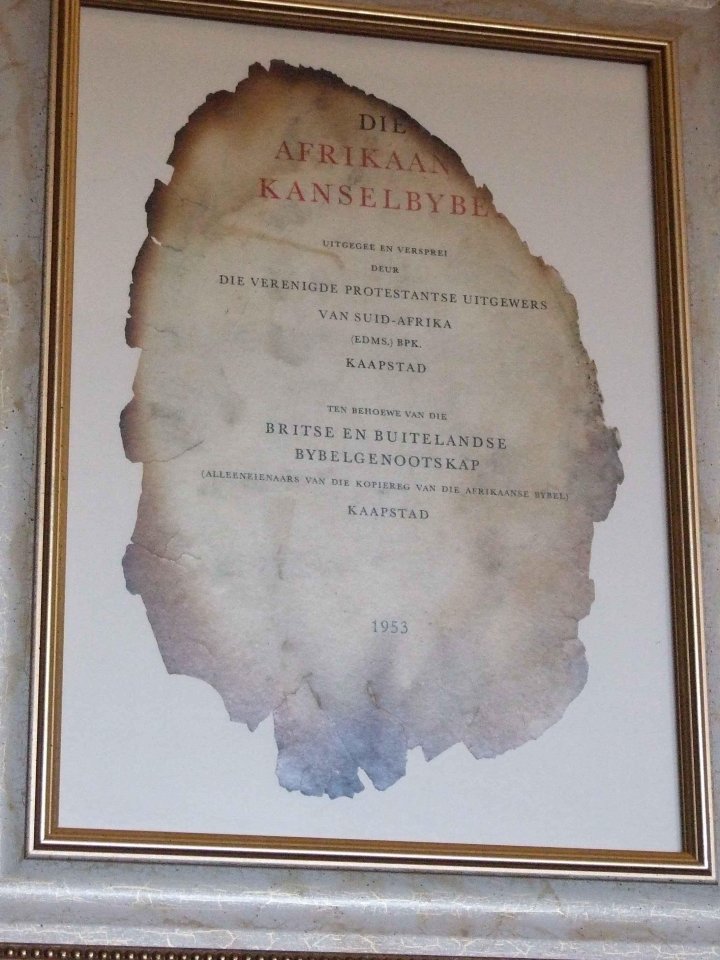 DIE
AFRIKAAN
KANSELBYBE
UITGEGEE EN VERSPREI
DEUR
DIE VERENIGDE PROTESTANTSE UITGEWERS
VAN SUID-AFRIKA
(EDMS.) BPK.
KAAPSTAD
TEN BEHOEWE VAN DIE
BRITSE EN BUITELANDSE
BYBELGENOOTSKAP
(ALLEENEIENAARS VAN DIE KOPIEREG VAN DIE AFRIKAANSE BYBEL)
KAAPSTAD
1953